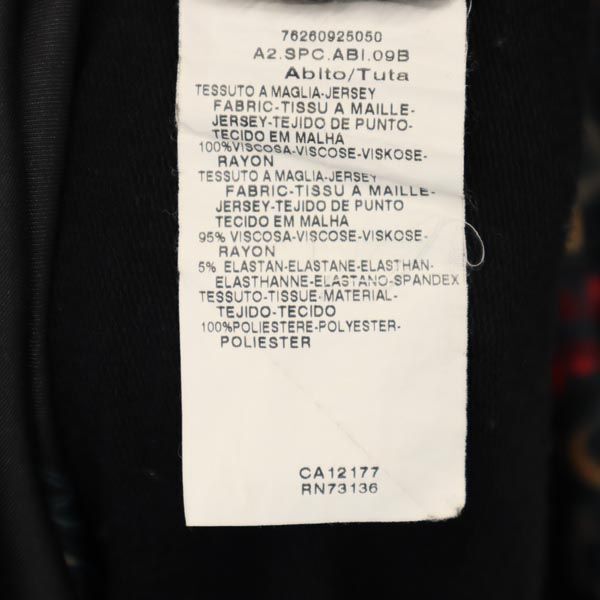 76260925050
A2.SPC.ABI.09B
Abito/Tuta
TESSUTO A MAGLIA-JERSEY
FABRIC-TISSU A MAILLE-
JERSEY-TEJIDO DE PUNTO-
TECIDO EM MALHA
100%VISCOSA-VISCOSE-VISKOSE-
RAYON
TESSUTO A MAGLIA-JERSEY
FABRIC-TISSU A MAILLE-
JERSEY-TEJIDO DE PUNTO
TECIDO EM MALHA
95% VISCOSA-VISCOSE-VISKOSE-
RAYON
5% ELASTAN-ELASTANE-ELASTHAN-
ELASTHANNE-ELASTANO-SPANDEX
TESSUTO-TISSUE-MATERIAL-
TEJIDO-TECIDO
100%POLIESTERE-POLYESTER-
POLIESTER
CA12177
RN73136